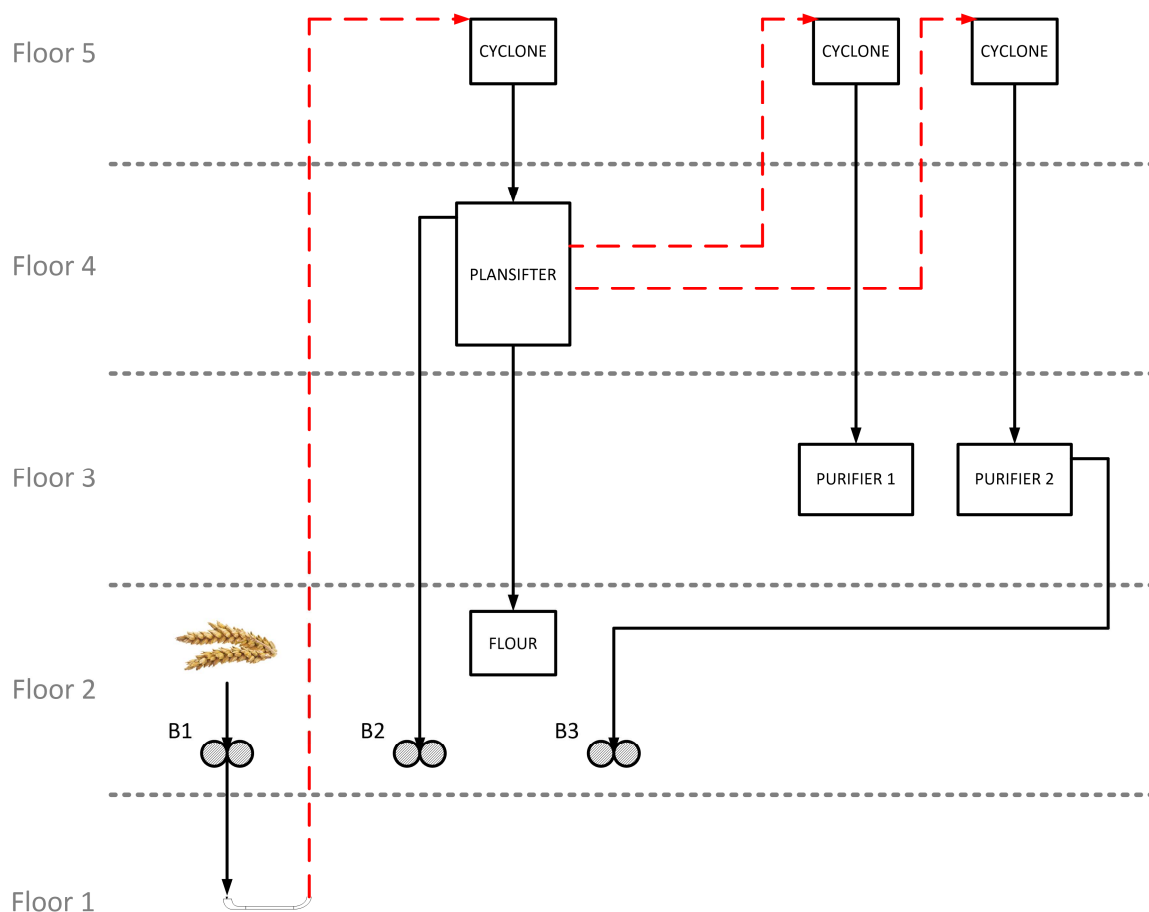 Floor 5
CYCLONE
CYCLONE
CYCLONE
Floor 4
PLANSIFTER
Floor 3
PURIFIER 1
PURIFIER 2
Floor 2
FLOUR
B1
B2
B3
Floor 1